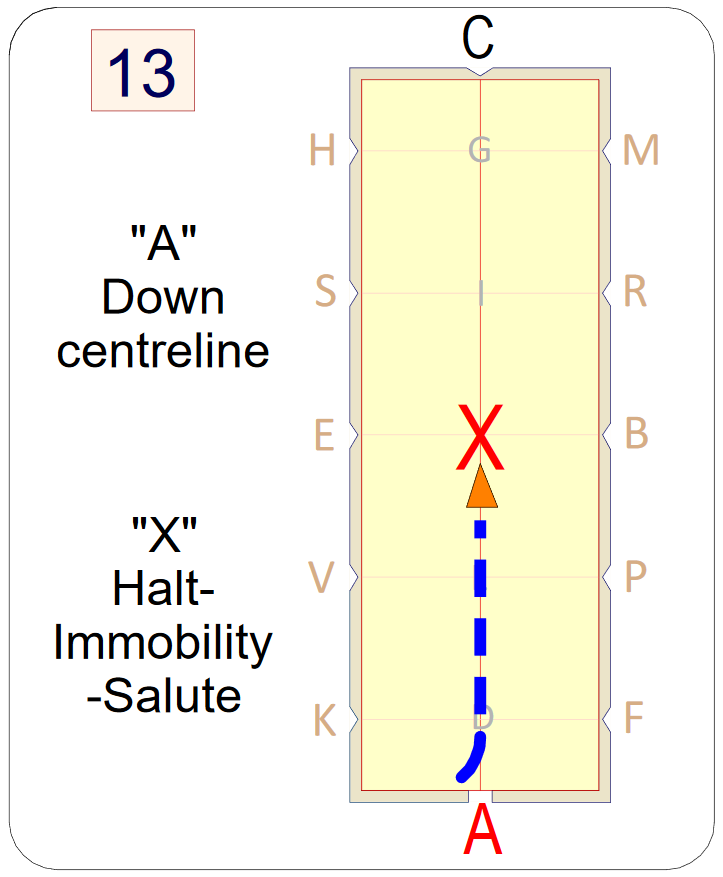 13
"A"
Down
centreline
"X"
Halt-
Immobility
-Salute
C
H G M
S I R
E X B
V P
K D F
A